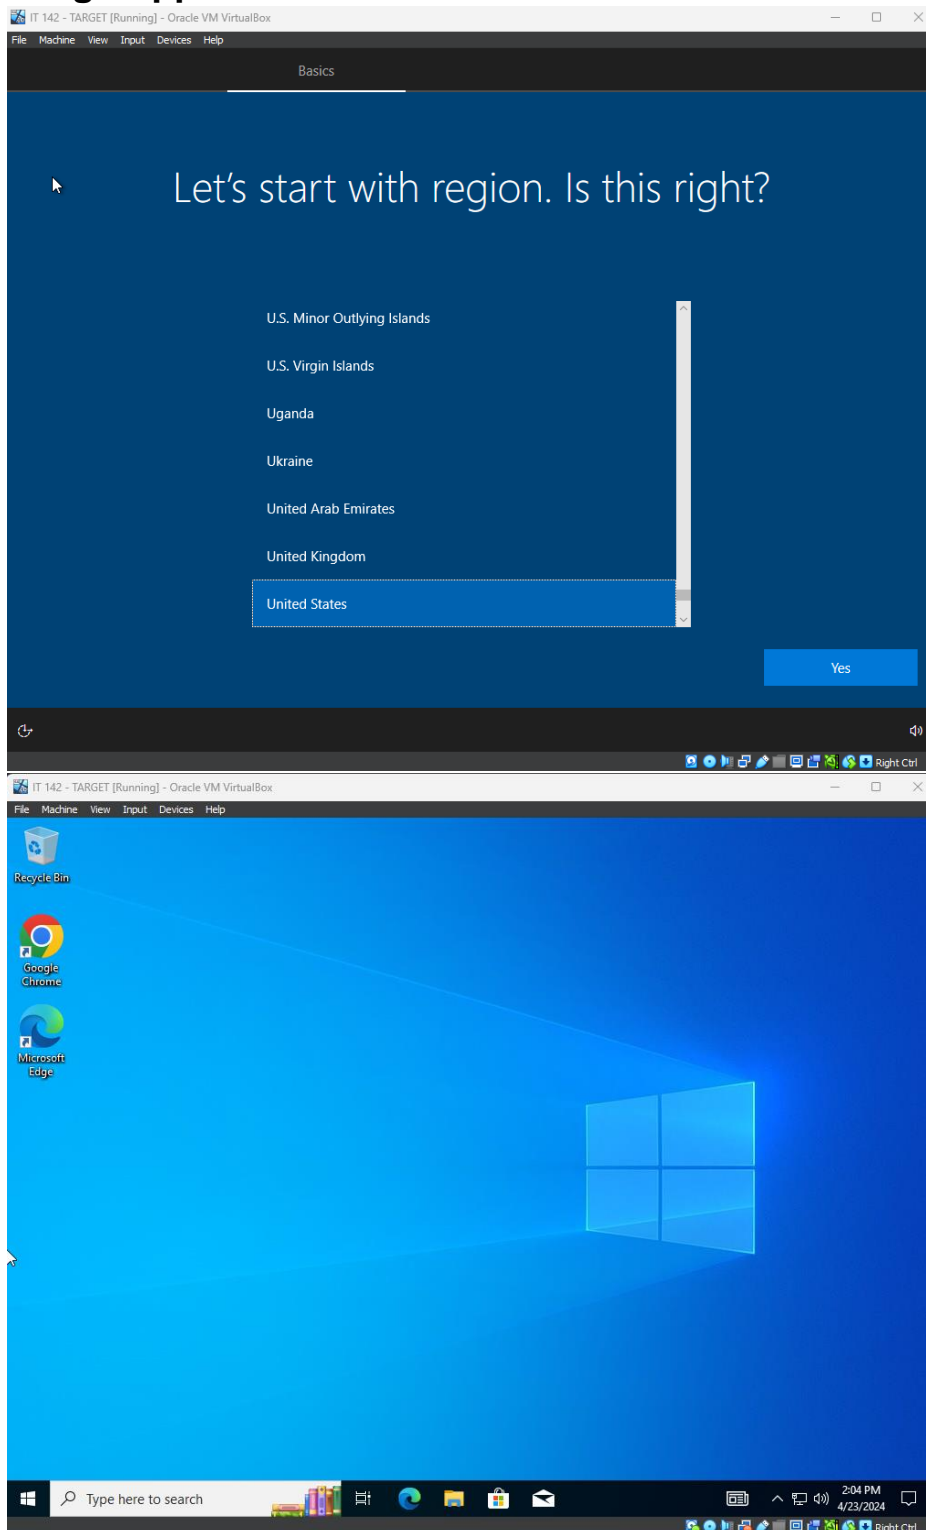 IT 142 - TARGET [Running] - Oracle VM VirtualBox
File Machine View Input Devices Help
Basics
Let's start with region. Is this right?
U.S. Minor Outlying Islands
U.S. Virgin Islands
Uganda
Ukraine
United Arab Emirates
United Kingdom
United States
Yes
Right Ctrl
IT 142 - TARGET [Running] - Oracle VM VirtualBox
File Machine View Input Devices Help
Recycle Bin
Google
Chrome
Microsoft
Edge
Type here to search
2:04 PM
4/23/2024
Right Ctrl